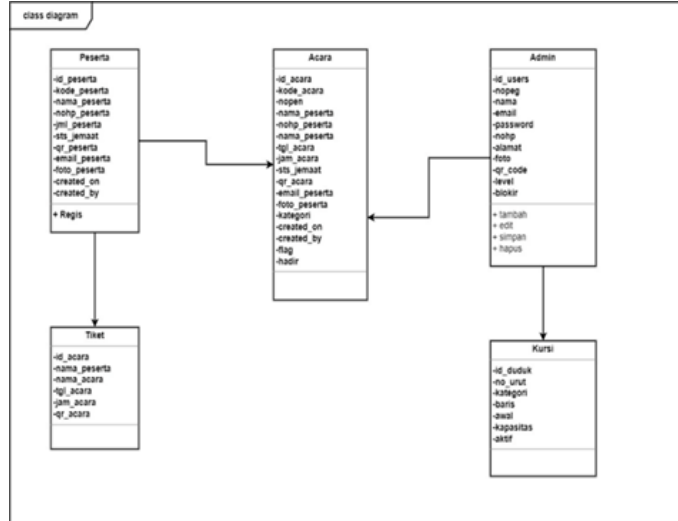 class diagram
Peserta
-id_peserta
-kode_peserta
-nama_peserta
-nohp_peserta
-jml_peserta
-sts_jemaat
-qr_peserta
-email_peserta
-foto_peserta
-created_on
-created_by
+ Regis
Acara
-id_acara
-kode_acara
-nopen
-nama_peserta
-nohp_peserta
-nama_peserta
-tgl_acara
-jam_acara
-sts_jemaat
-qr_acara
-email_peserta
-foto_peserta
-kategori
-created_on
-created_by
-flag
-hadir
Admin
-id_users
-nopeg
-nama
-email
-password
-nohp
-alamat
-foto
-qr_code
-level
-blokir
+ tambah
+ edit
+ simpan
+ hapus
Tiket
-id_acara
-nama_peserta
-nama_acara
-tgl_acara
-jam_acara
-qr_acara
Kursi
-id_duduk
-no_urut
-kategori
-baris
-awal
-kapasitas
-aktif